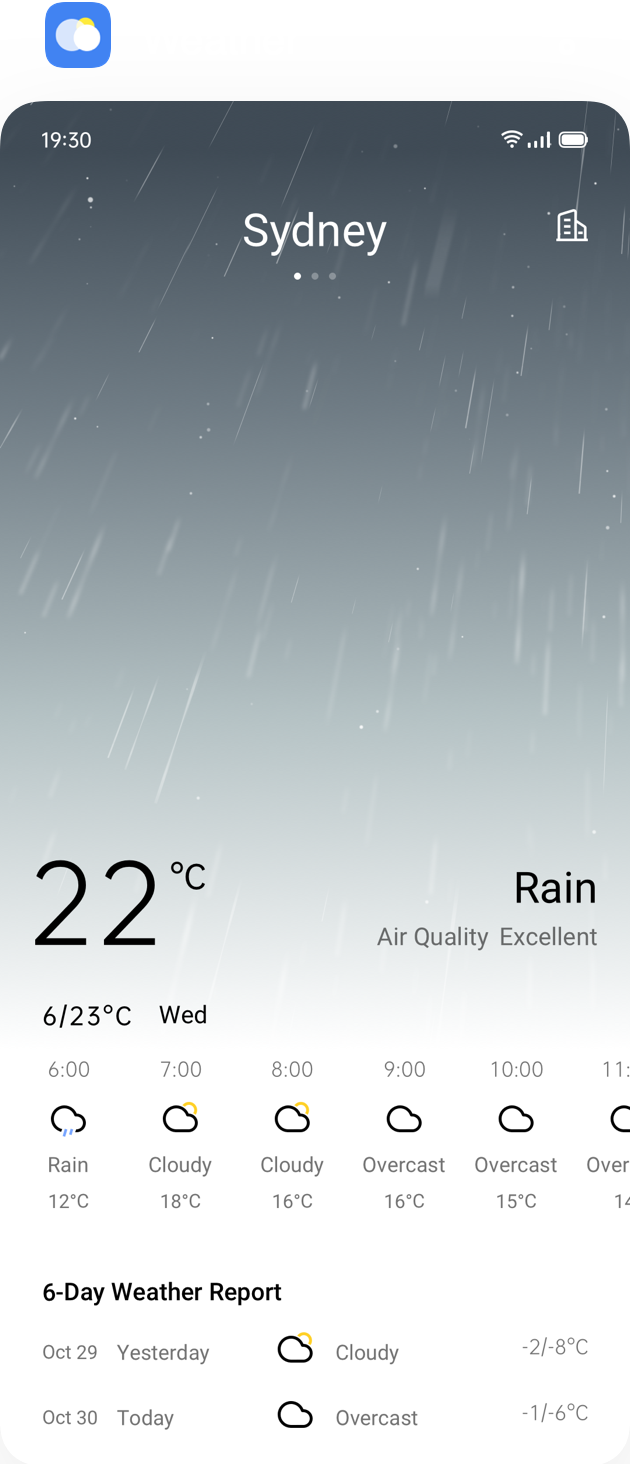 19:30
Sydney
22°C
Rain
Air Quality Excellent
6/23°C Wed
6:00 7:00 8:00 9:00 10:00 11:
Rain Cloudy Cloudy Overcast Overcast Over
12°C 18°C 16°C 16°C 15°C 14
6-Day Weather Report
Oct 29 Yesterday Cloudy -2/-8°C
Oct 30 Today Overcast -1/-6°C